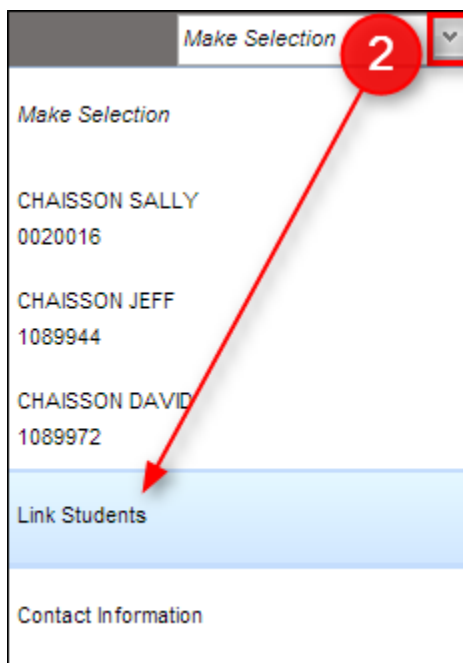 Make Selection
2
Make Selection
CHAISSON SALLY
0020016
CHAISSON JEFF
1089944
CHAISSON DAVID
1089972
Link Students
Contact Information